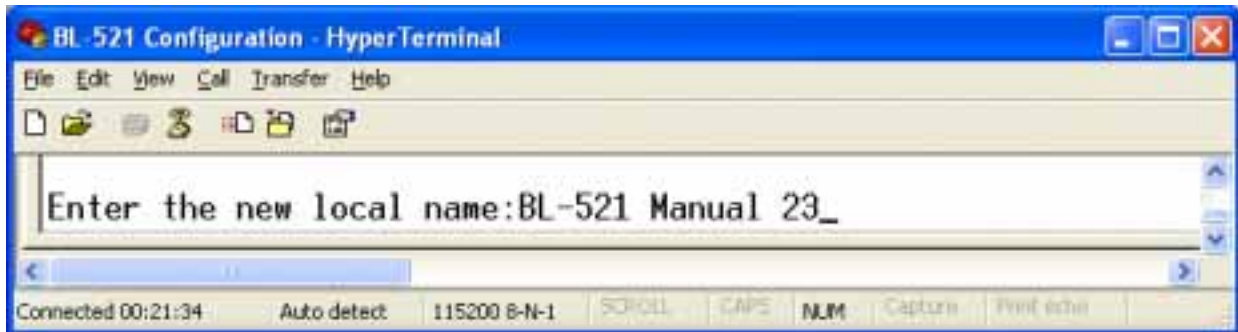 BL-521 Configuration - HyperTerminal
File Edit View Call Transfer Help
Enter the new local name:BL-521 Manual 23_
Connected 00:21:34 Auto detect 115200 8-N-1 SCROLL CAPS NUM Capture Print echo